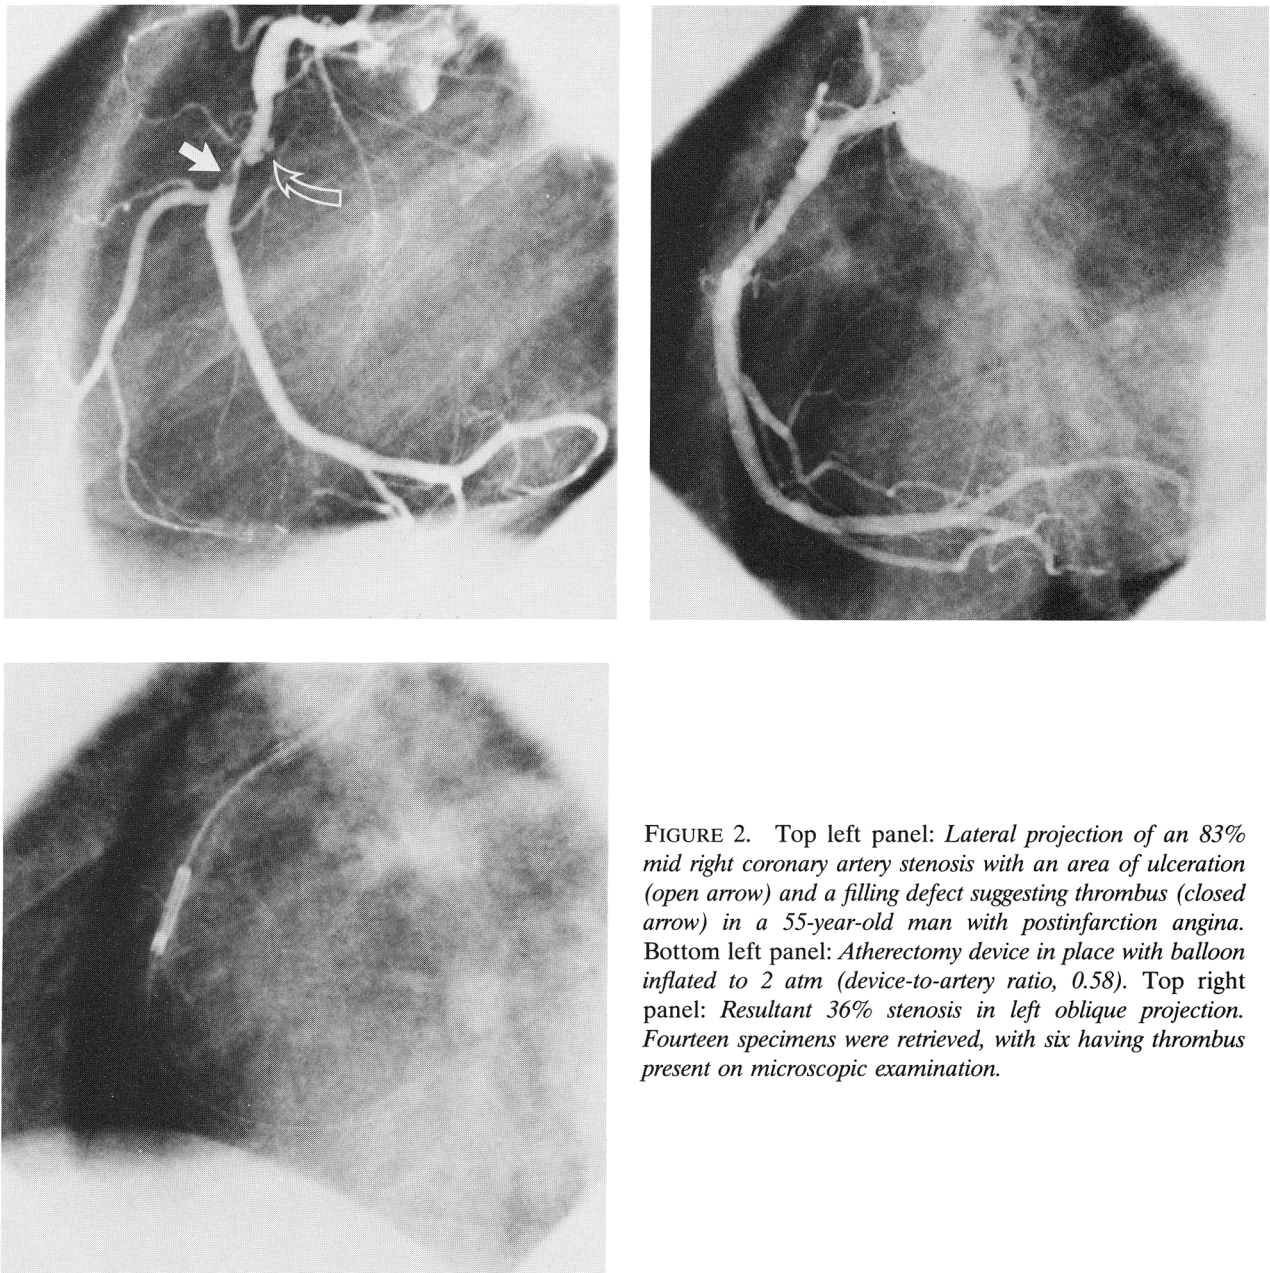 FIGURE 2. Top left panel: Lateral projection of an 83%
mid right coronary artery stenosis with an area of ulceration
(open arrow) and a filling defect suggesting thrombus (closed
arrow) in a 55-year-old man with postinfarction angina.
Bottom left panel: Atherectomy device in place with balloon
inflated to 2 atm (device-to-artery ratio, 0.58). Top right
panel: Resultant 36% stenosis in left oblique projection.
Fourteen specimens were retrieved, with six having thrombus
present on microscopic examination.